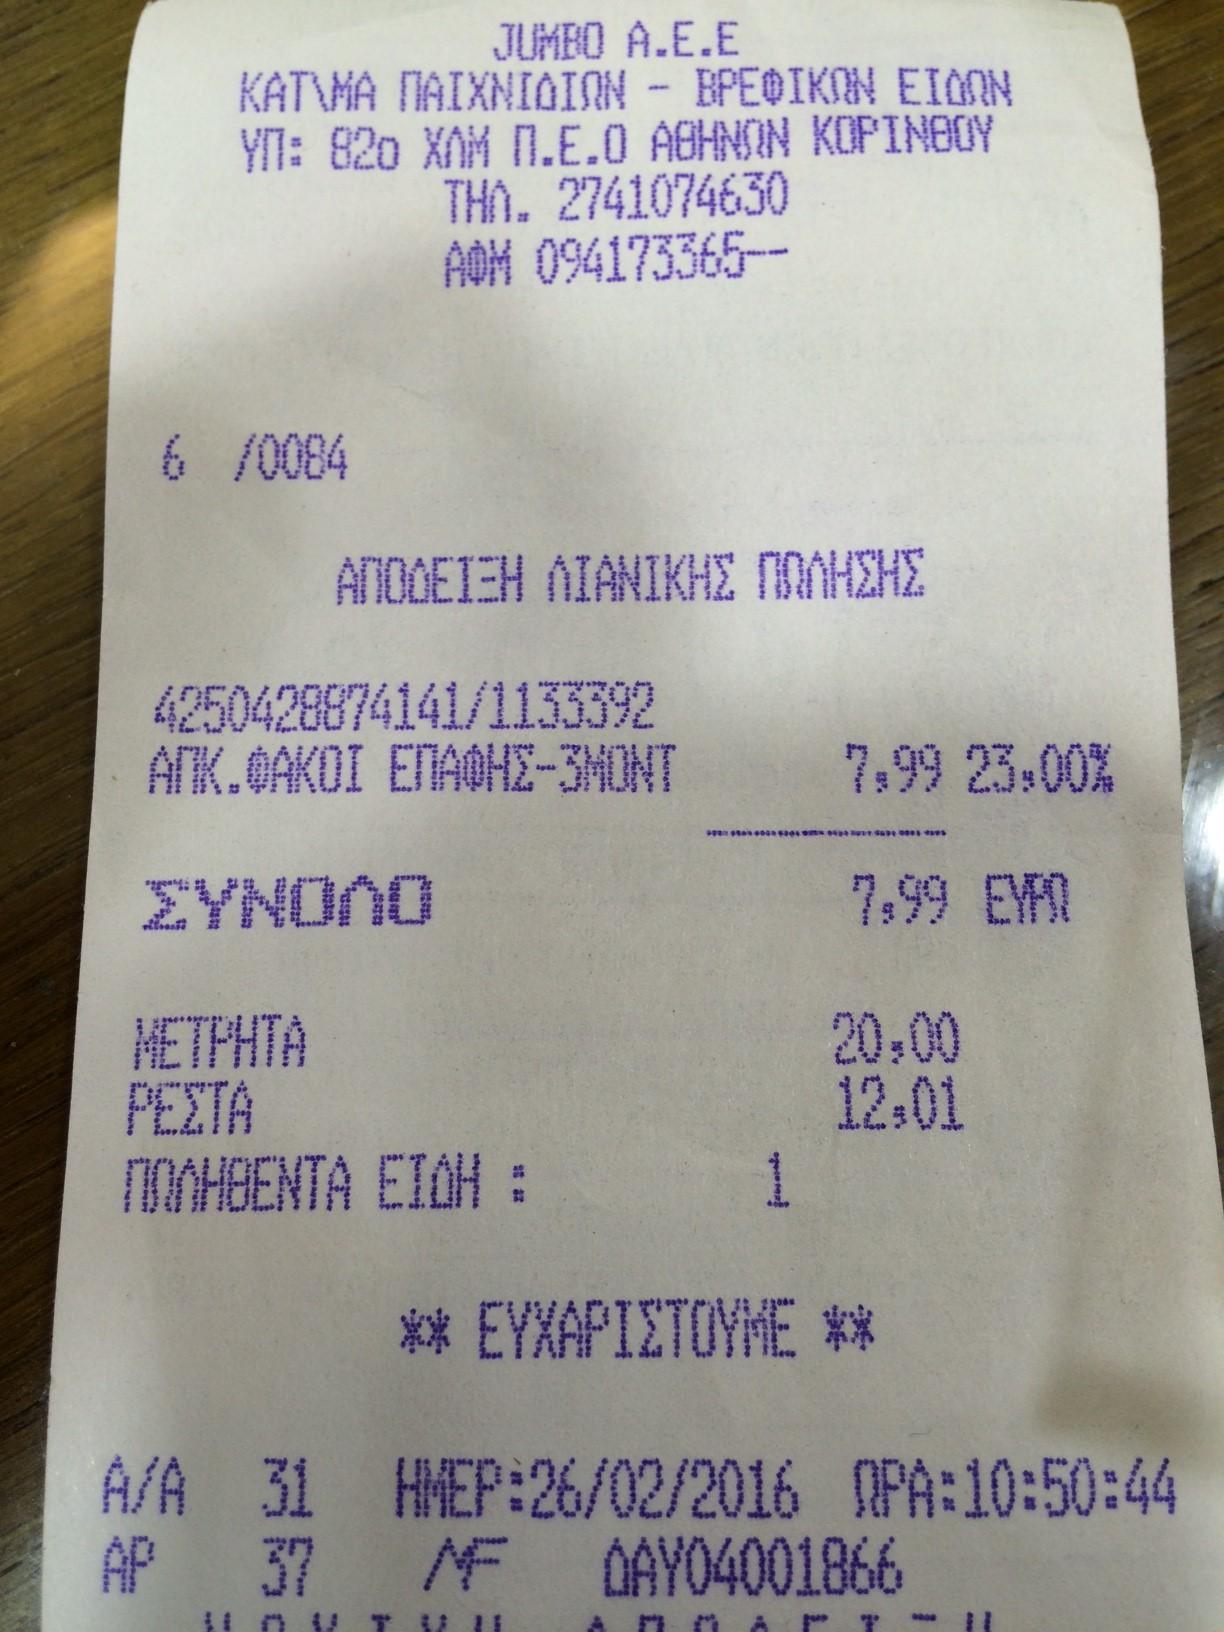 JUMBO Α.Ε.Ε
ΚΑΤ\ΜΑ ΠΑΙΧΝΙΔΙΩΝ - ΒΡΕΦΙΚΩΝ ΕΙΔΩΝ
ΥΠ: 82ο ΧΛΜ Π.Ε.Ο ΑΘΗΝΩΝ ΚΟΡΙΝΘΟΥ
ΤΗΛ. 2741074630
ΑΦΜ 094173365--
6 /0084
ΑΠΟΔΕΙΞΗ ΛΙΑΝΙΚΗΣ ΠΩΛΗΣΗΣ
4250428874141/1133392
ΑΠΚ.ΦΑΚΟΙ ΕΠΑΦΗΣ-3ΜΟΝΤ 7,99 23,00%
ΣΥΝΟΛΟ 7,99 ΕΥΡΩ
ΜΕΤΡΗΤΑ 20,00
ΡΕΣΤΑ 12,01
ΠΩΛΗΘΕΝΤΑ ΕΙΔΗ : 1
** ΕΥΧΑΡΙΣΤΟΥΜΕ **
Α/Α 31 ΗΜΕΡ:26/02/2016 ΩΡΑ:10:50:44
ΑΡ 37 ΔΑΥ04001866
Ν Ο Μ Ι Μ Η Α Π Ο Δ Ε Ι Ξ Η